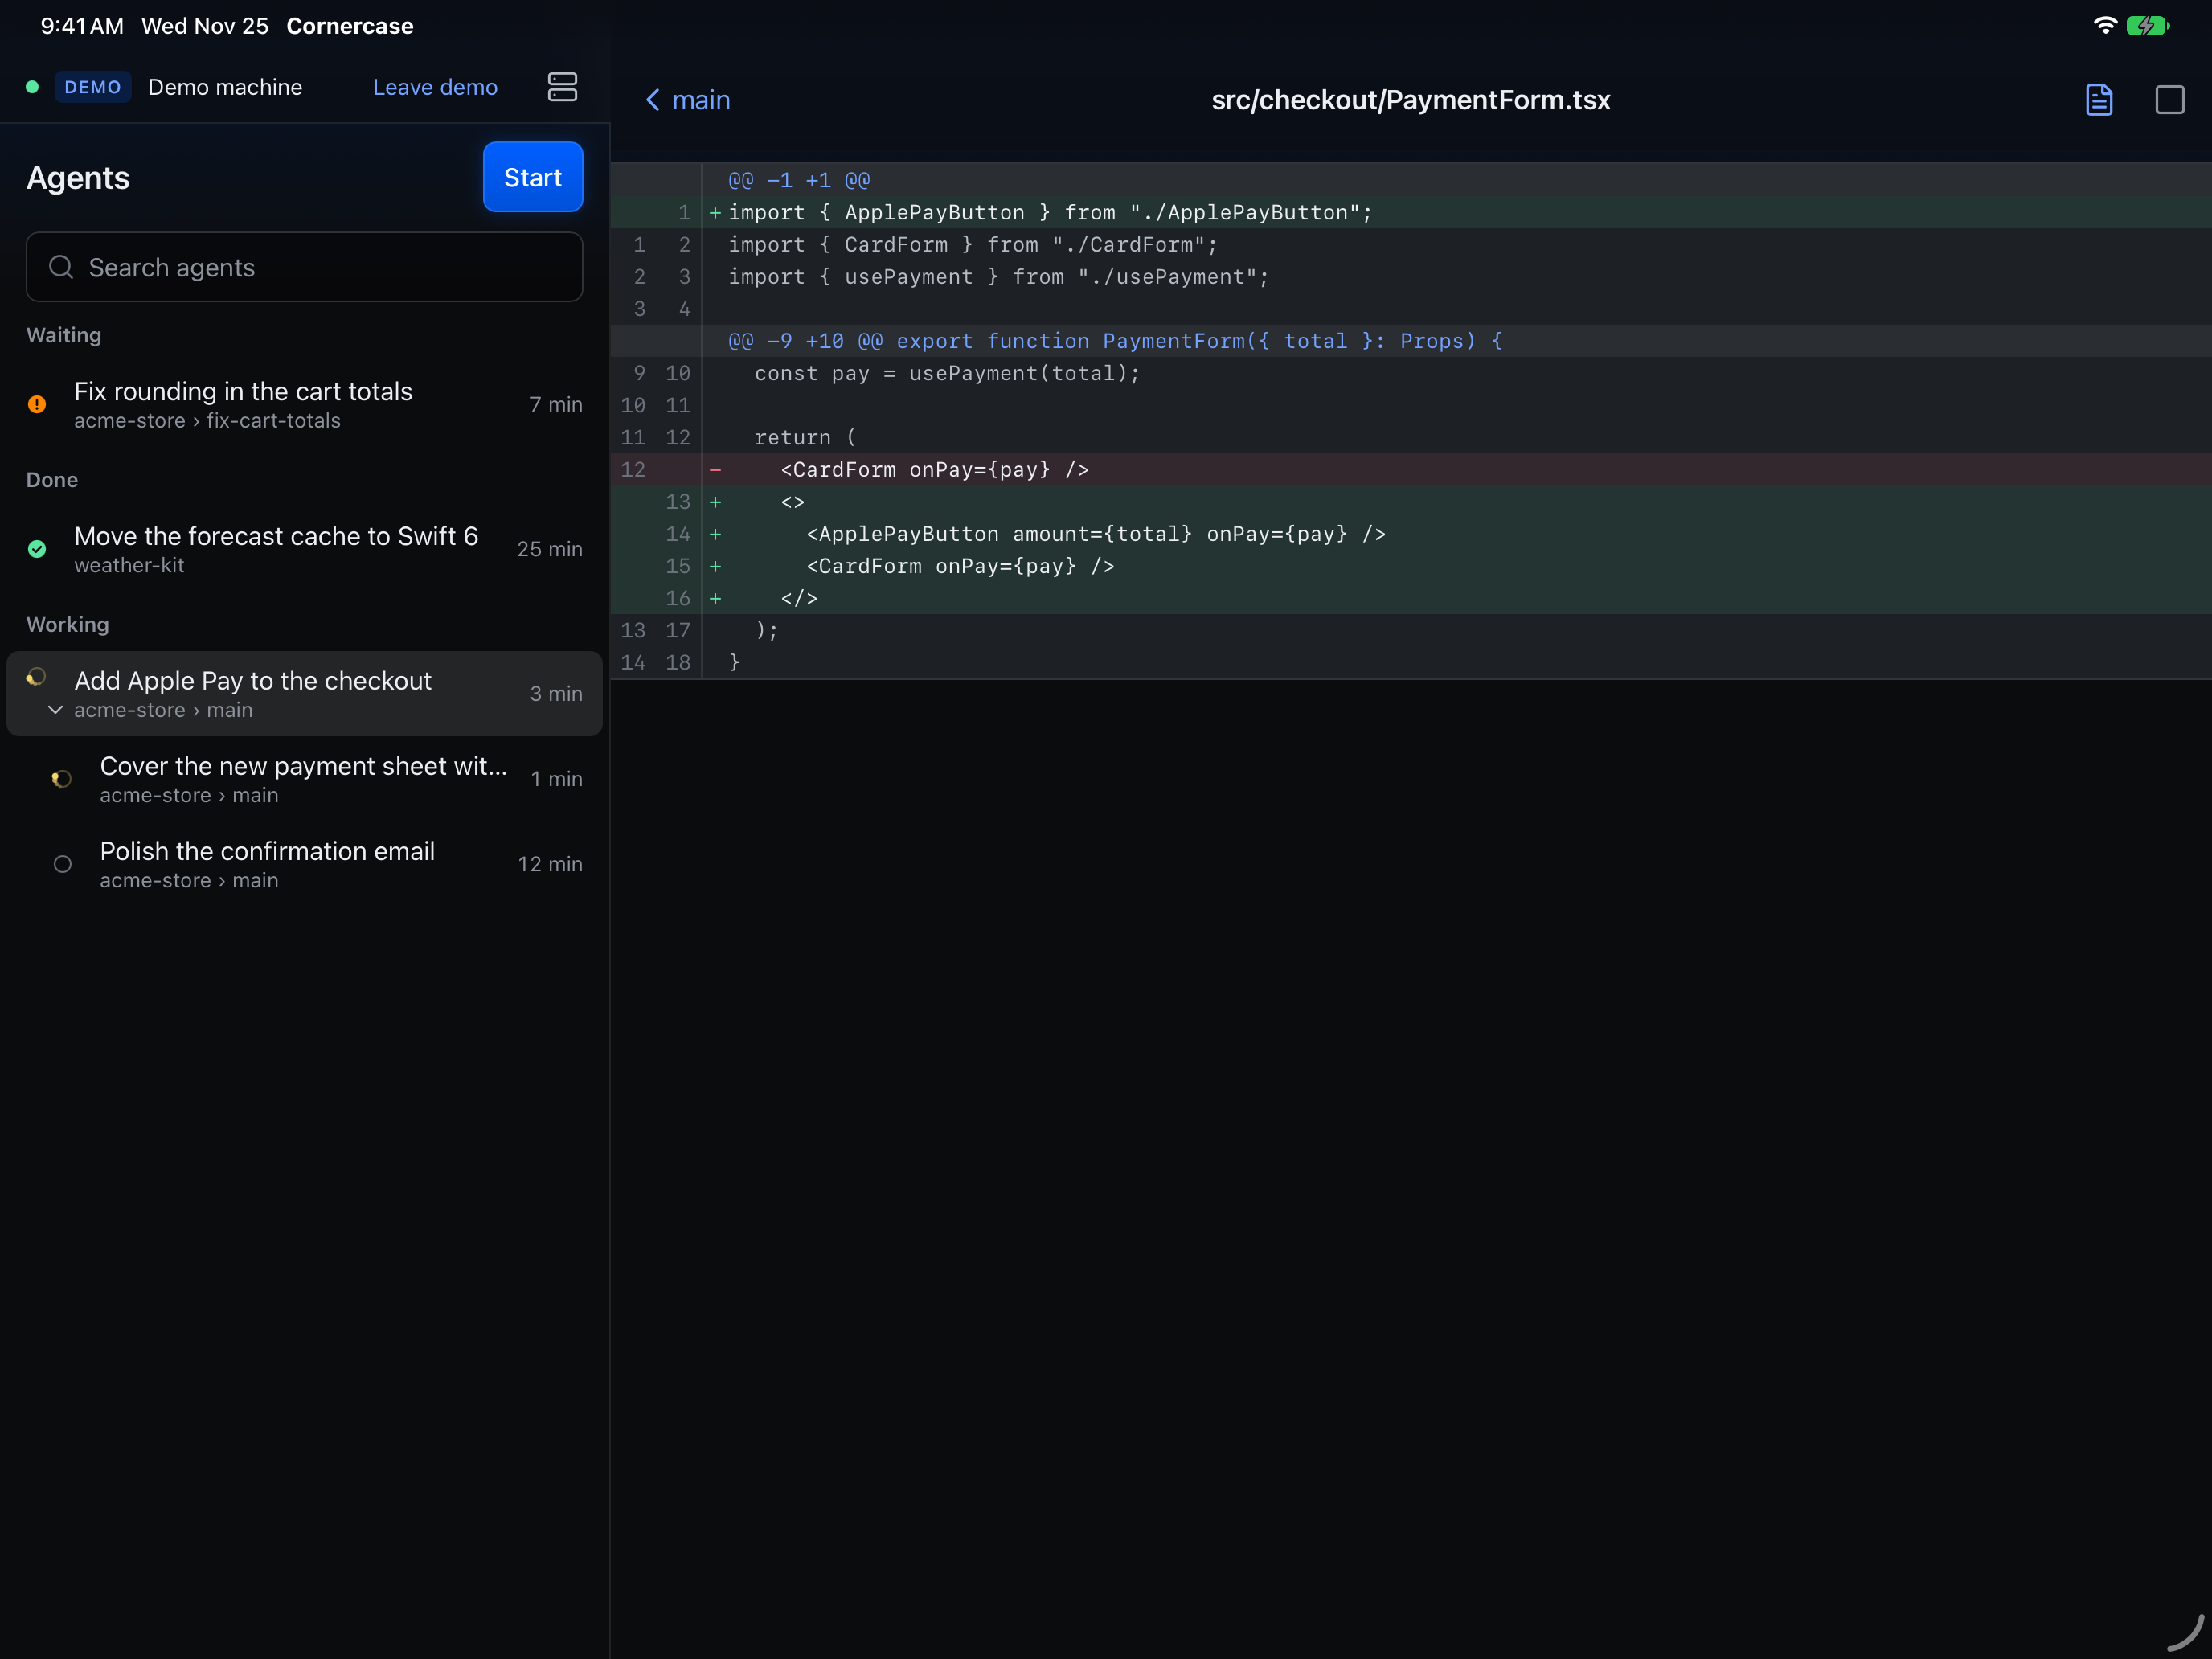 9:41 AM Wed Nov 25 Cornercase
DEMO Demo machine Leave demo
Agents
Start
Search agents
Waiting
Fix rounding in the cart totals
acme-store › fix-cart-totals
7 min
Done
Move the forecast cache to Swift 6
weather-kit
25 min
Working
Add Apple Pay to the checkout
acme-store › main
3 min
Cover the new payment sheet wit...
acme-store › main
1 min
Polish the confirmation email
acme-store › main
12 min
main
src/checkout/PaymentForm.tsx
@@ −1 +1 @@
1 + import { ApplePayButton } from "./ApplePayButton";
1 2 import { CardForm } from "./CardForm";
2 3 import { usePayment } from "./usePayment";
3 4
@@ −9 +10 @@ export function PaymentForm({ total }: Props) {
9 10 const pay = usePayment(total);
10 11
11 12 return (
12 − <CardForm onPay={pay} />
13 + <>
14 + <ApplePayButton amount={total} onPay={pay} />
15 + <CardForm onPay={pay} />
16 + </>
13 17 );
14 18 }